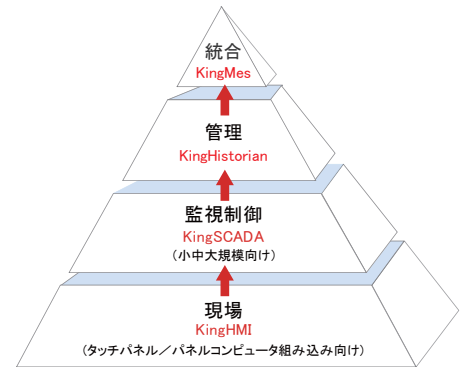 統合
KingMes
管理
KingHistorian
監視制御
KingSCADA
(小中大規模向け)
現場
KingHMI
(タッチパネル／パネルコンピュータ組み込み向け)